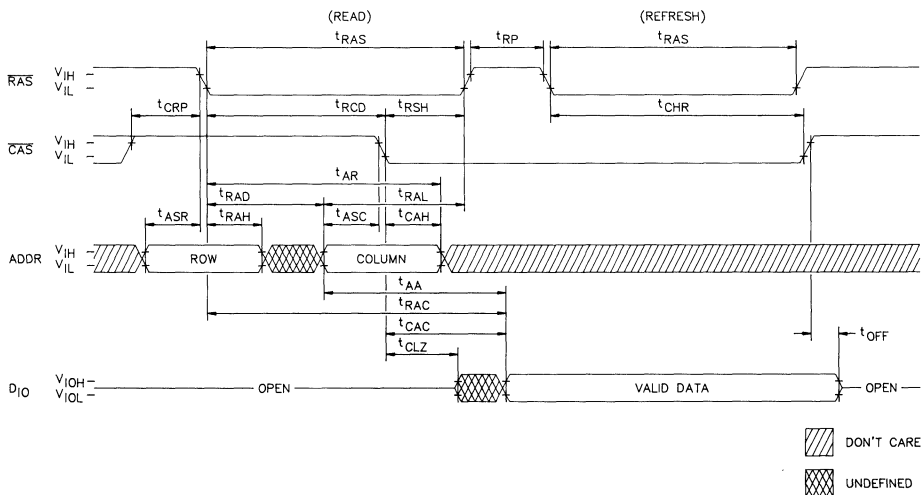 (READ) (REFRESH)
tRAS tRP tRAS
RAS VIH
VIL
tCRP tRCD tRSH tCHR
CAS VIH
VIL
tAR
tRAD tRAL
tASR tRAH tASC tCAH
ADDR VIH
VIL
ROW COLUMN
tAA
tRAC
tCAC tOFF
tCLZ
DIO VIOH
VIOL
OPEN VALID DATA OPEN
DON'T CARE
UNDEFINED